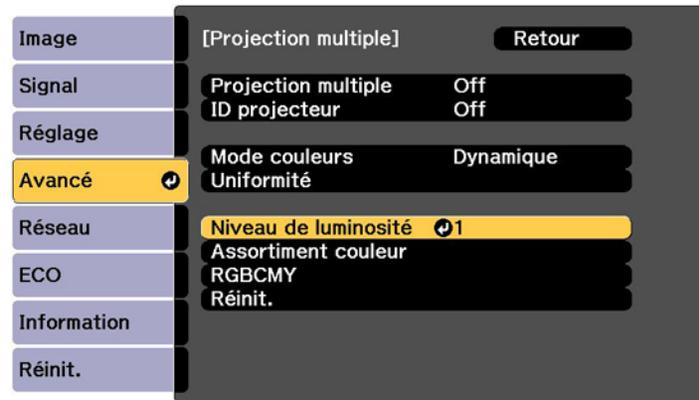 Image
Signal
Réglage
Avancé
Réseau
ECO
Information
Réinit.
[Projection multiple] Retour
Projection multiple Off
ID projecteur Off
Mode couleurs Dynamique
Uniformité
Niveau de luminosité 1
Assortiment couleur
RGBCMY
Réinit.